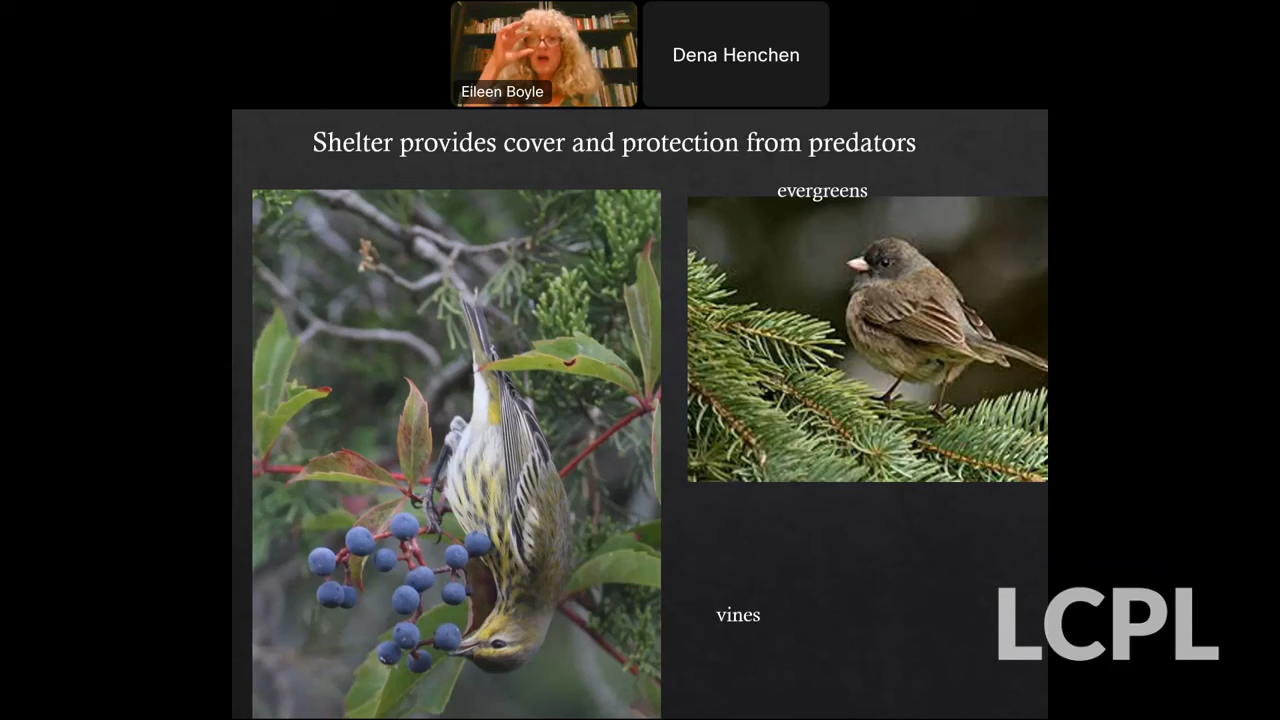 Eileen Boyle
Dena Henchen
Shelter provides cover and protection from predators
evergreens
vines
LCPL